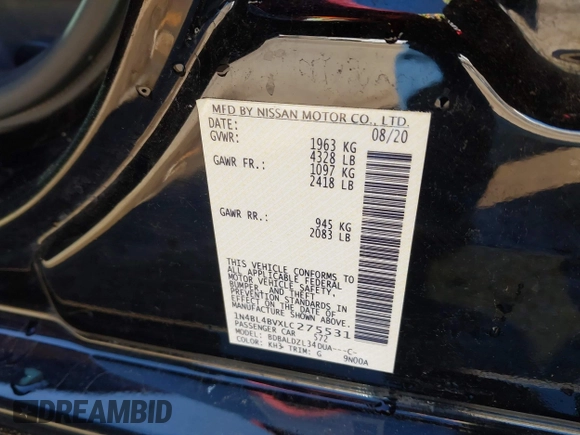 MFD BY NISSAN MOTOR CO., LTD.
DATE: 08/20
GVWR: 1963 KG
4328 LB
GAWR FR.: 1097 KG
2418 LB
GAWR RR.: 945 KG
2083 LB
THIS VEHICLE CONFORMS TO
ALL APPLICABLE FEDERAL
MOTOR VEHICLE SAFETY,
BUMPER, AND THEFT
PREVENTION STANDARDS IN
EFFECT ON THE DATE OF
MANUFACTURE SHOWN ABOVE.
1N4BL4BVXLC275531
PASSENGER CAR 572
MODEL: BDBALDZL34DUA---C-
COLOR: KH3 TRIM: G 9N00A
DREAMBID